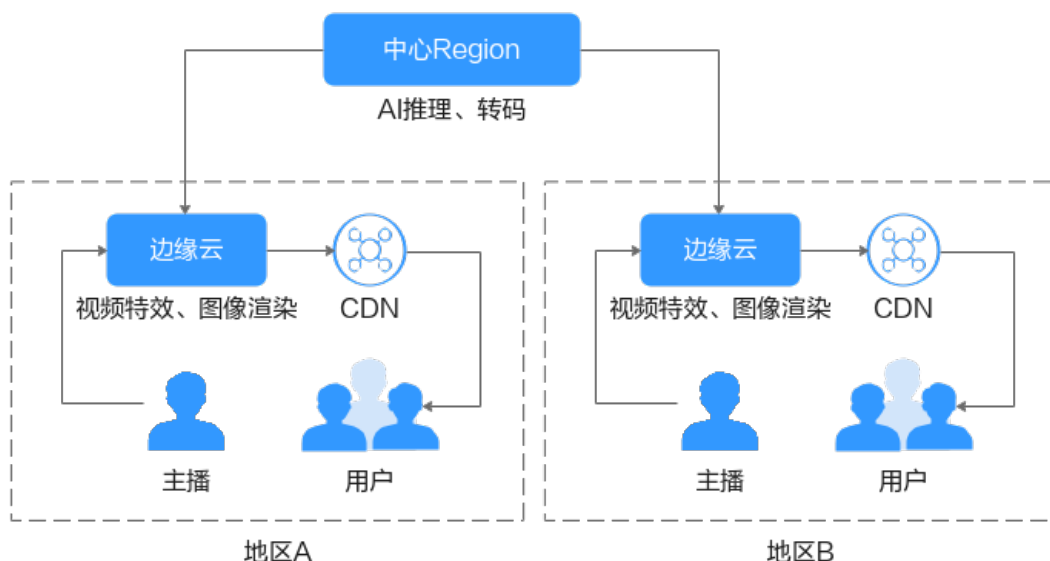 中心Region
AI推理、转码
边缘云
视频特效、图像渲染
CDN
主播
用户
地区A
边缘云
视频特效、图像渲染
CDN
主播
用户
地区B